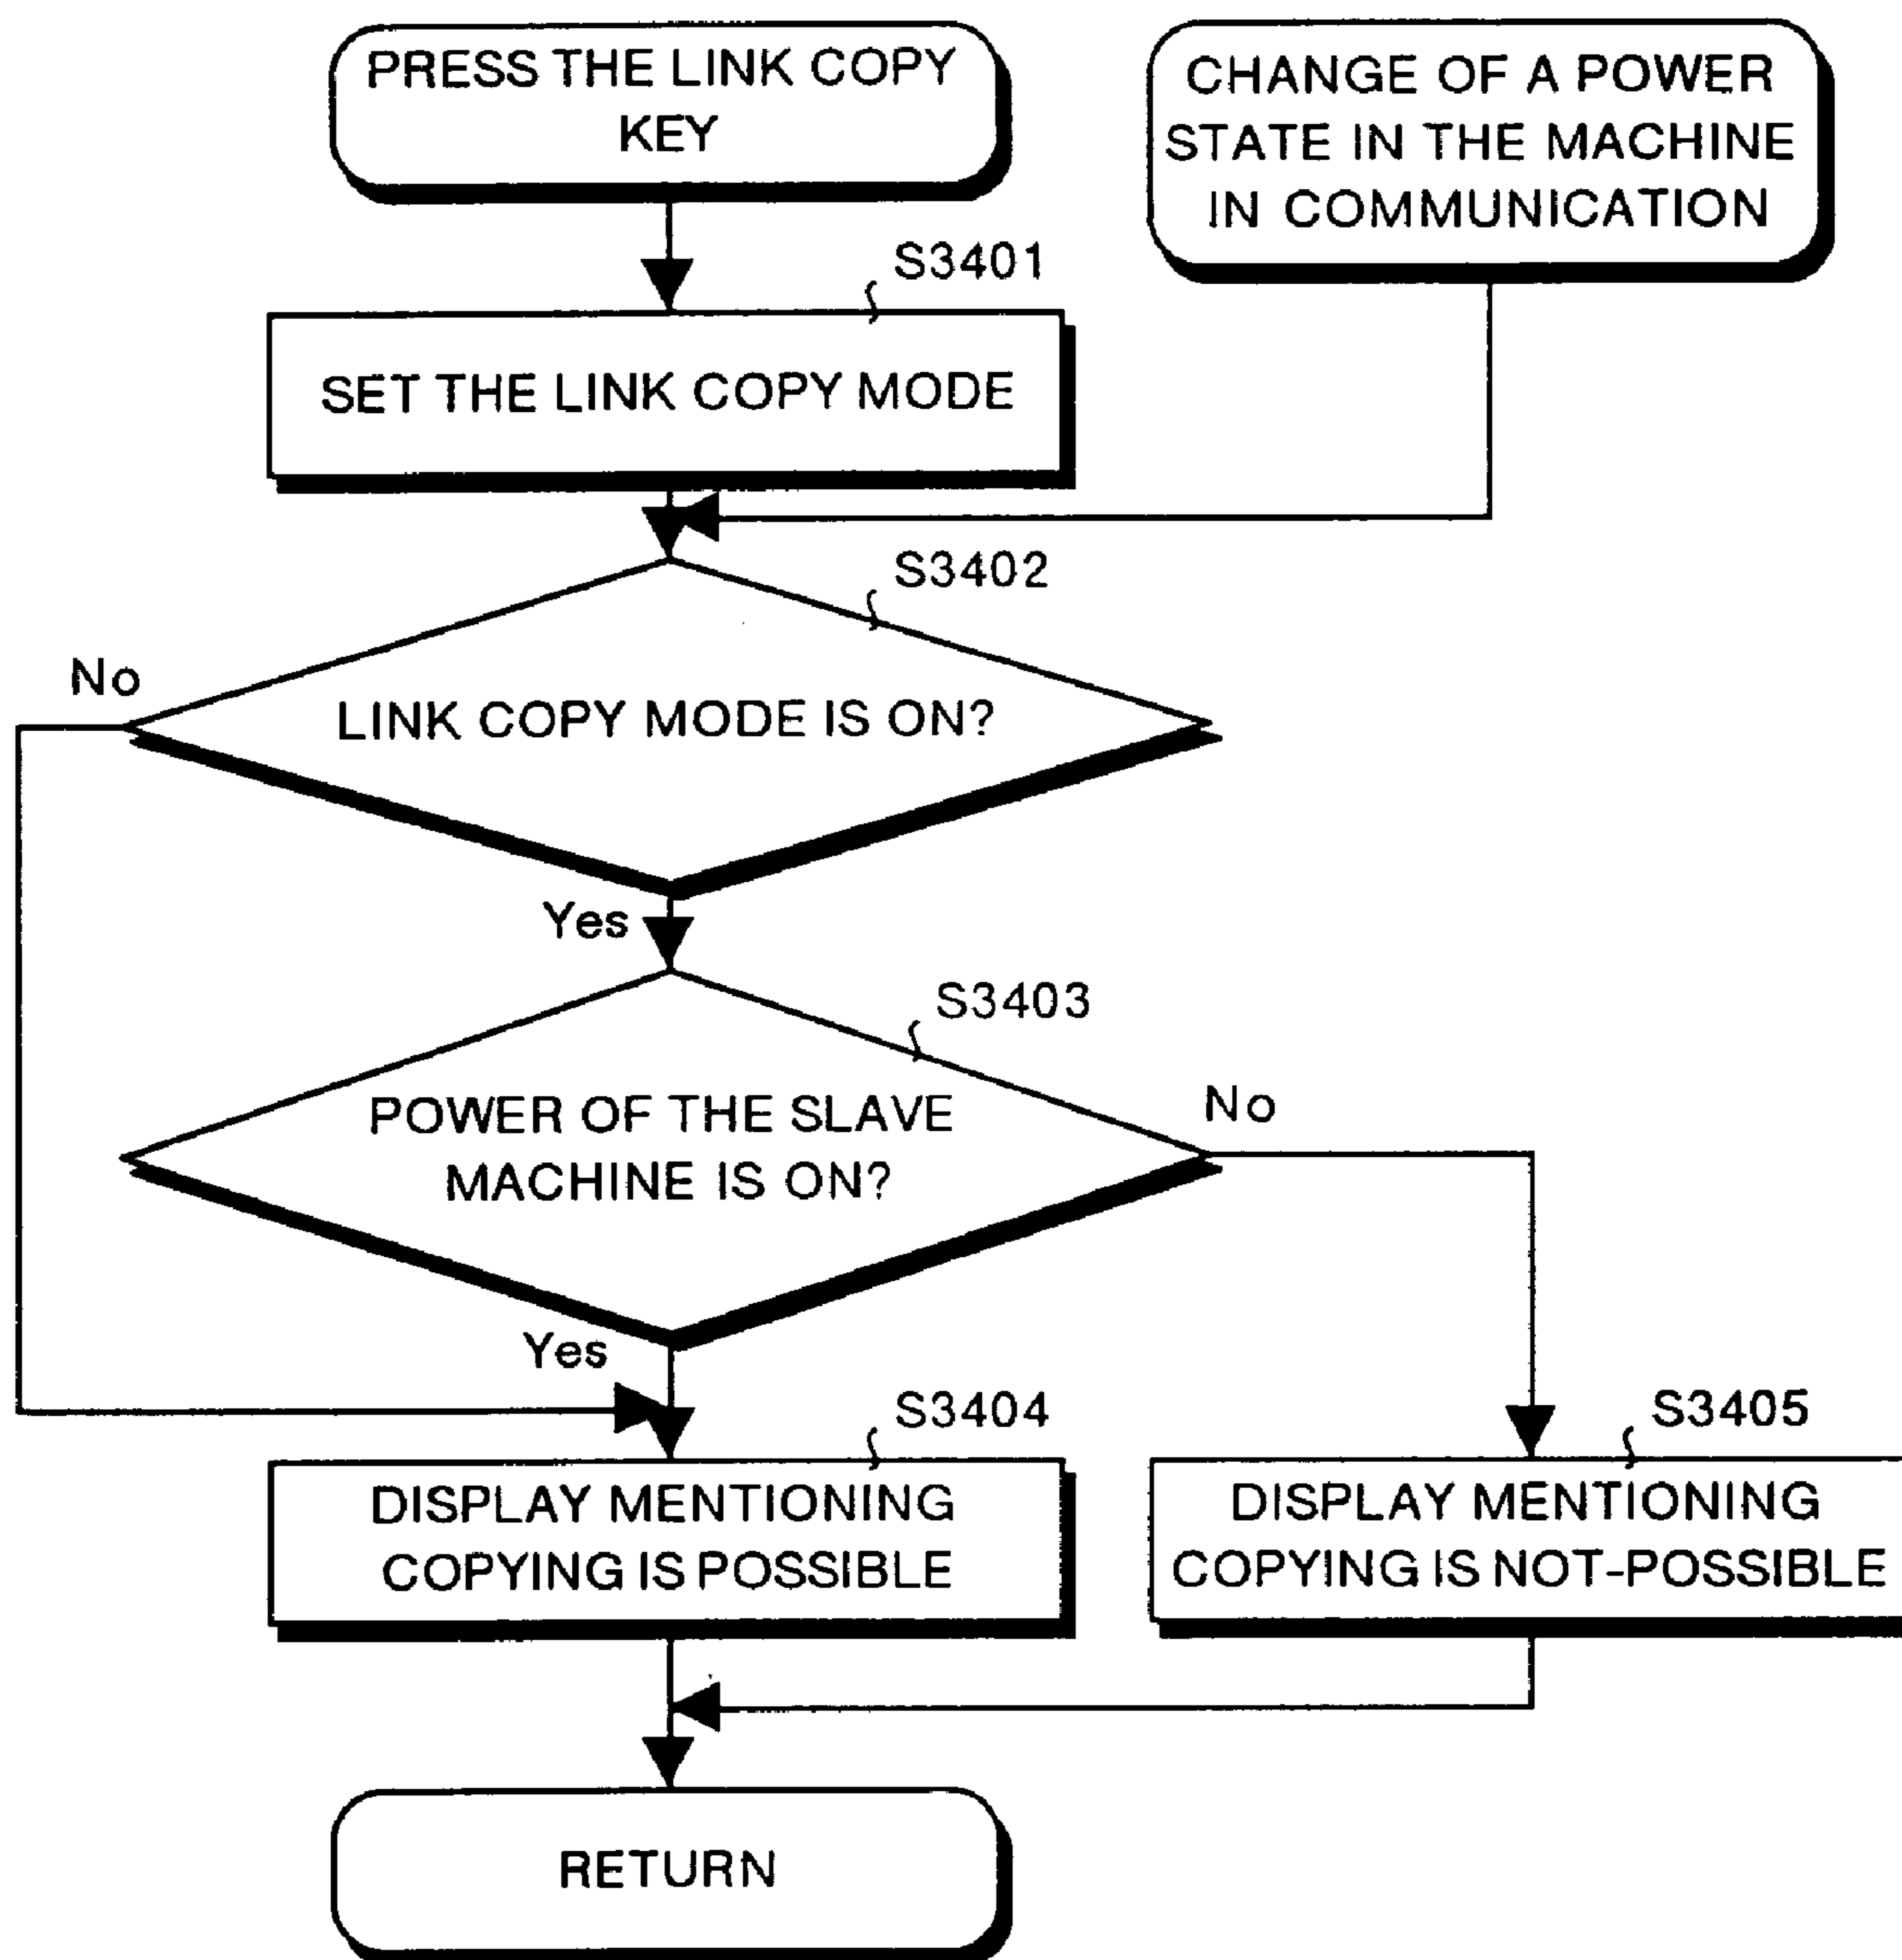 PRESS THE LINK COPY
KEY
CHANGE OF A POWER
STATE IN THE MACHINE
IN COMMUNICATION
S3401
SET THE LINK COPY MODE
S3402
No
LINK COPY MODE IS ON?
Yes
S3403
POWER OF THE SLAVE
MACHINE IS ON?
No
Yes
S3404
DISPLAY MENTIONING
COPYING IS POSSIBLE
S3405
DISPLAY MENTIONING
COPYING IS NOT-POSSIBLE
RETURN